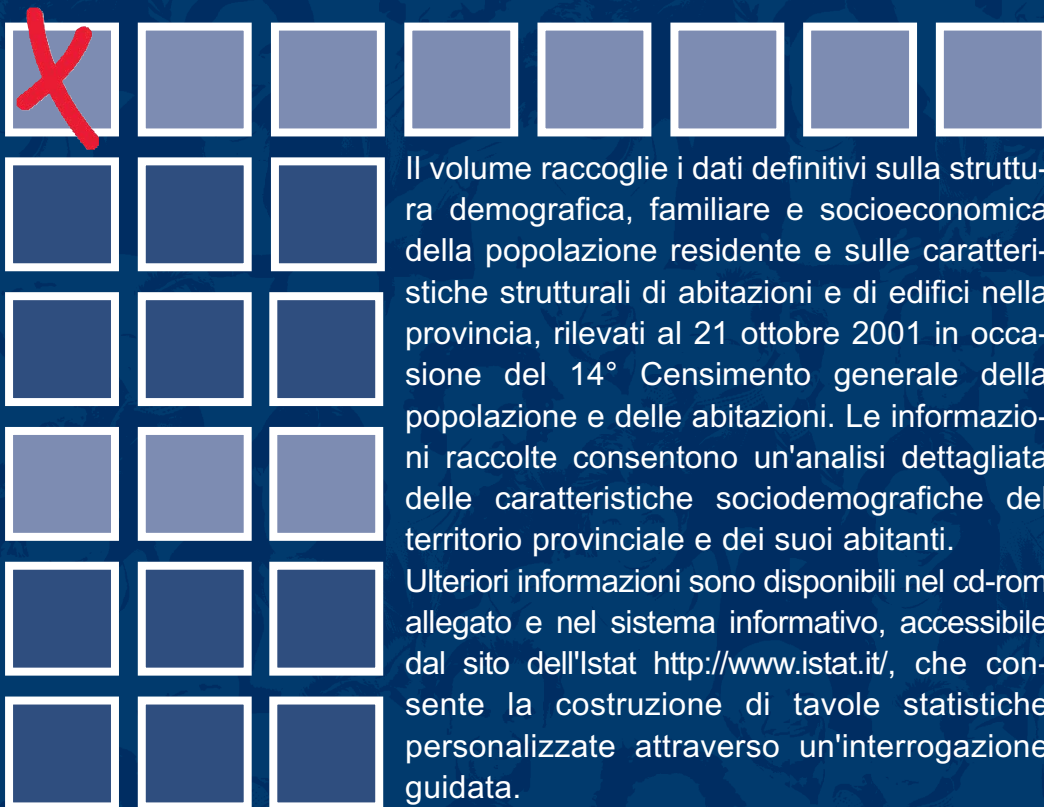 Il volume raccoglie i dati definitivi sulla struttu-
ra demografica, familiare e socioeconomica
della popolazione residente e sulle caratteri-
stiche strutturali di abitazioni e di edifici nella
provincia, rilevati al 21 ottobre 2001 in occa-
sione del 14° Censimento generale della
popolazione e delle abitazioni. Le informazio-
ni raccolte consentono un'analisi dettagliata
delle caratteristiche sociodemografiche del
territorio provinciale e dei suoi abitanti.
Ulteriori informazioni sono disponibili nel cd-rom
allegato e nel sistema informativo, accessibile
dal sito dell'Istat http://www.istat.it/, che con-
sente la costruzione di tavole statistiche
personalizzate attraverso un'interrogazione
guidata.